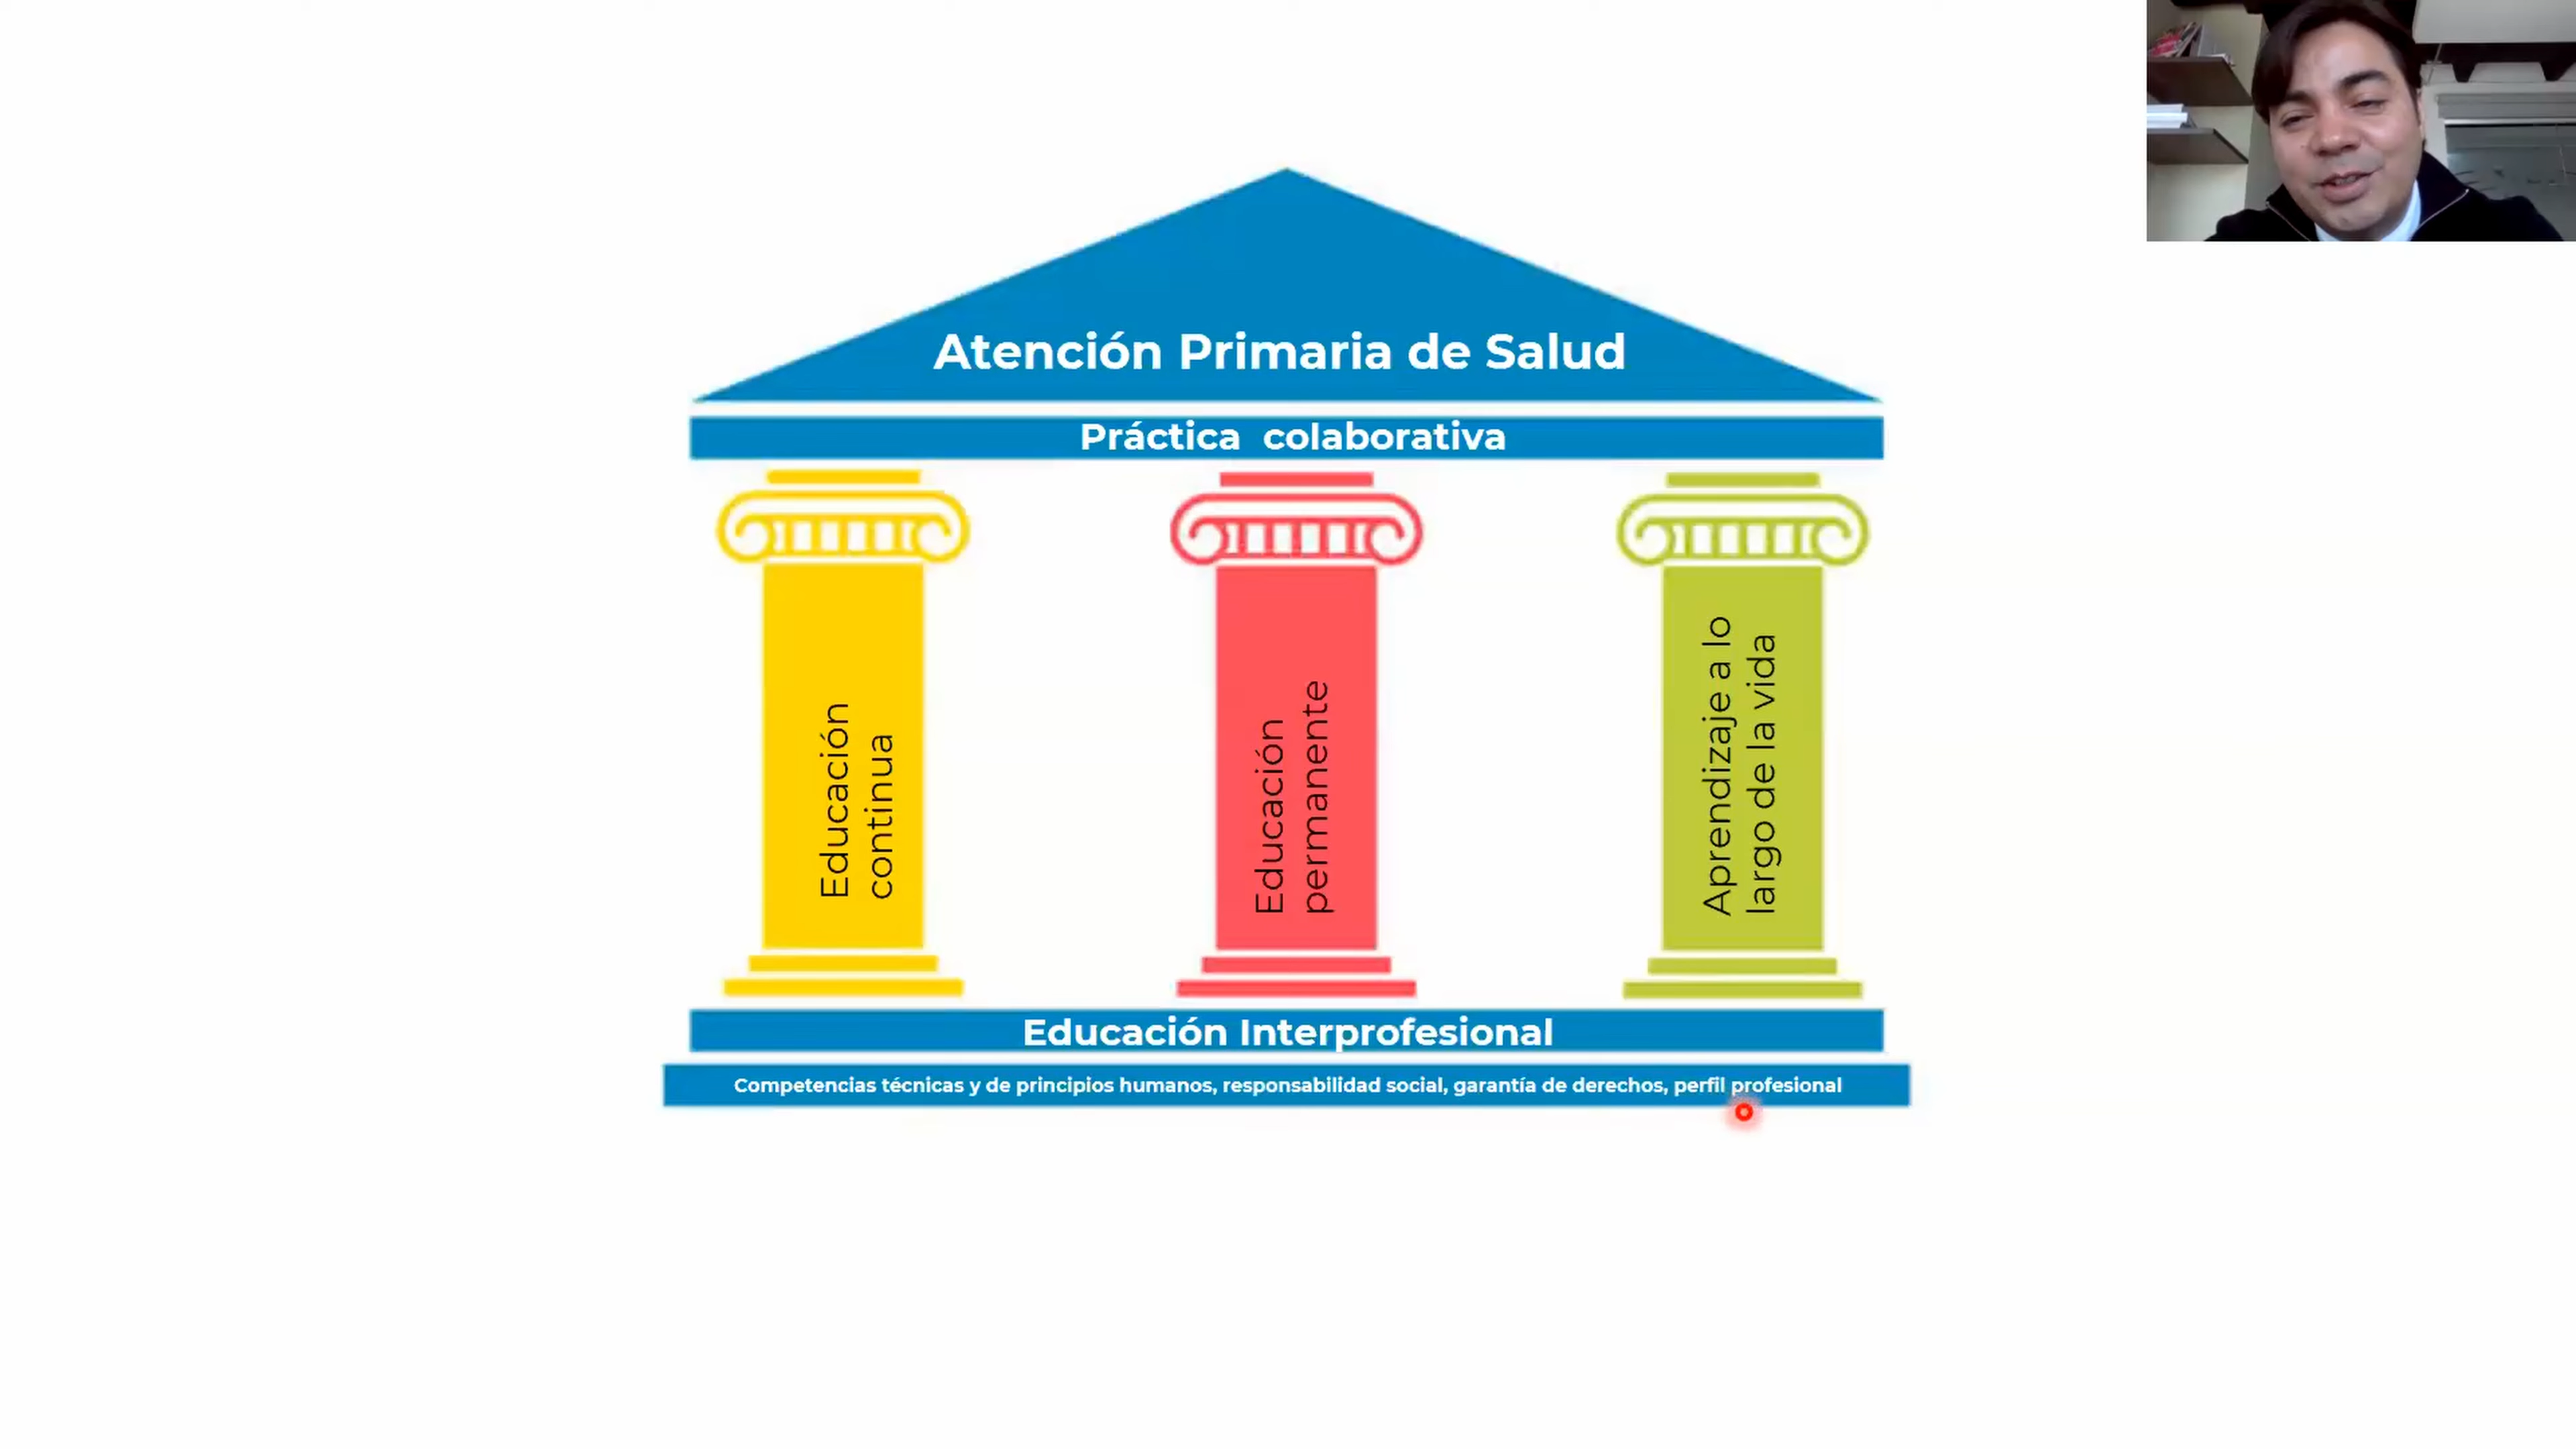 Atención Primaria de Salud
Práctica colaborativa
Educación
continua
Educación
permanente
Aprendizaje a lo
largo de la vida
Educación Interprofesional
Competencias técnicas y de principios humanos, responsabilidad social, garantía de derechos, perfil profesional